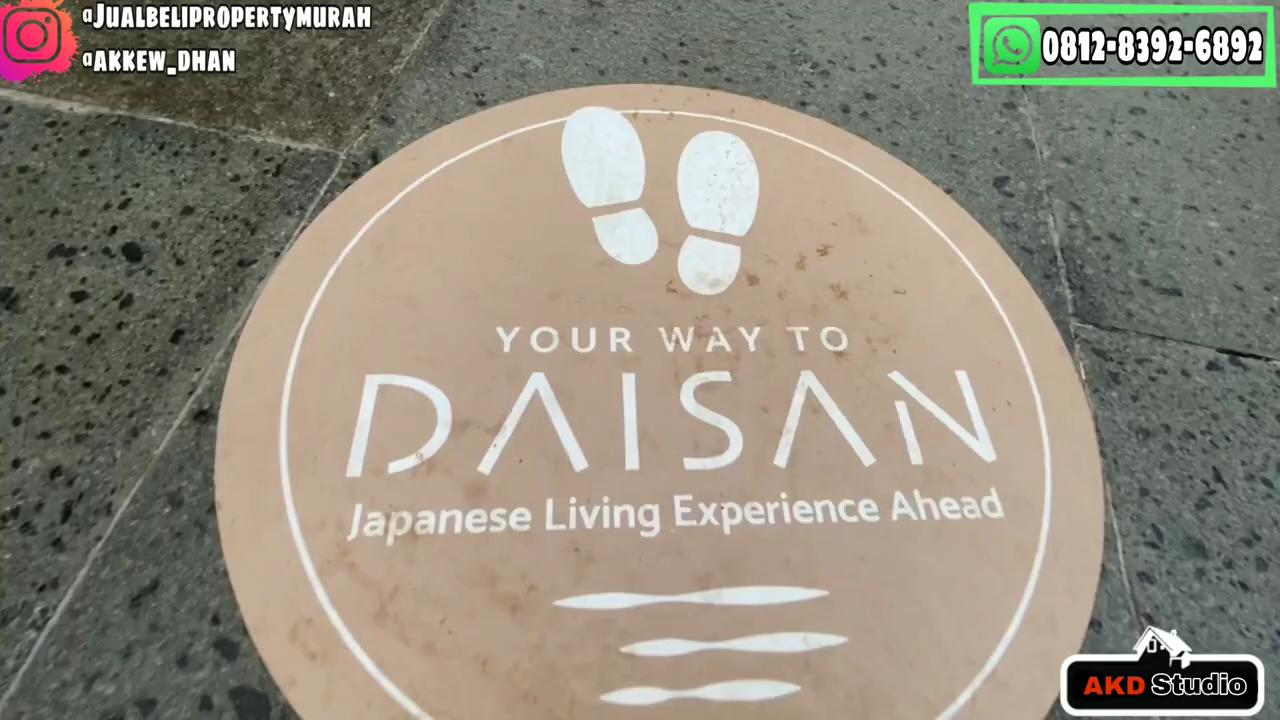 @JUALBELIPROPERTYMURAH
@AKKEW_DHAN
0812-8392-6892
YOUR WAY TO
DAISAN
Japanese Living Experience Ahead
AKD Studio